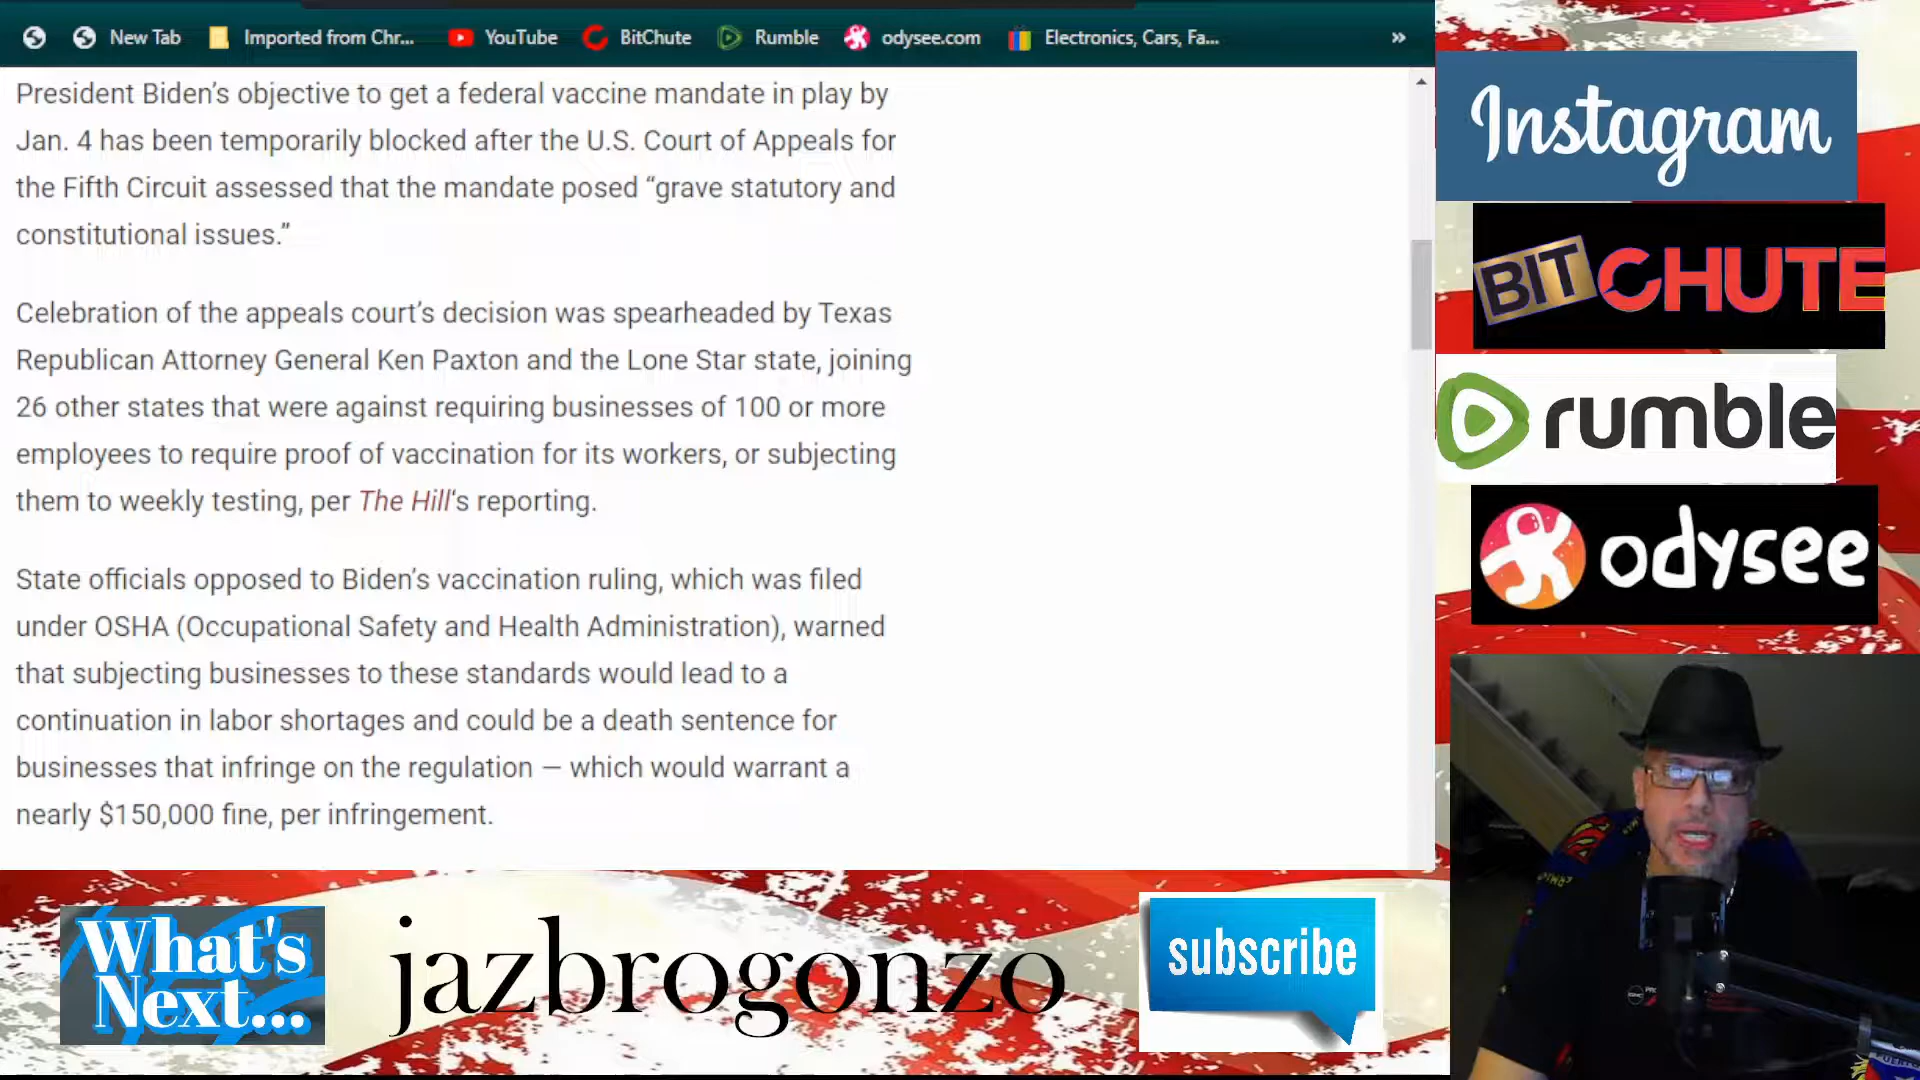 New Tab
Imported from Chr...
YouTube
BitChute
Rumble
odysee.com
Electronics, Cars, Fa...
»
President Biden’s objective to get a federal vaccine mandate in play by
Jan. 4 has been temporarily blocked after the U.S. Court of Appeals for
the Fifth Circuit assessed that the mandate posed “grave statutory and
constitutional issues.”
Celebration of the appeals court’s decision was spearheaded by Texas
Republican Attorney General Ken Paxton and the Lone Star state, joining
26 other states that were against requiring businesses of 100 or more
employees to require proof of vaccination for its workers, or subjecting
them to weekly testing, per The Hill‘s reporting.
State officials opposed to Biden’s vaccination ruling, which was filed
under OSHA (Occupational Safety and Health Administration), warned
that subjecting businesses to these standards would lead to a
continuation in labor shortages and could be a death sentence for
businesses that infringe on the regulation — which would warrant a
nearly $150,000 fine, per infringement.
Instagram
BITCHUTE
rumble
odysee
What's
Next...
jazbrogonzo
subscribe